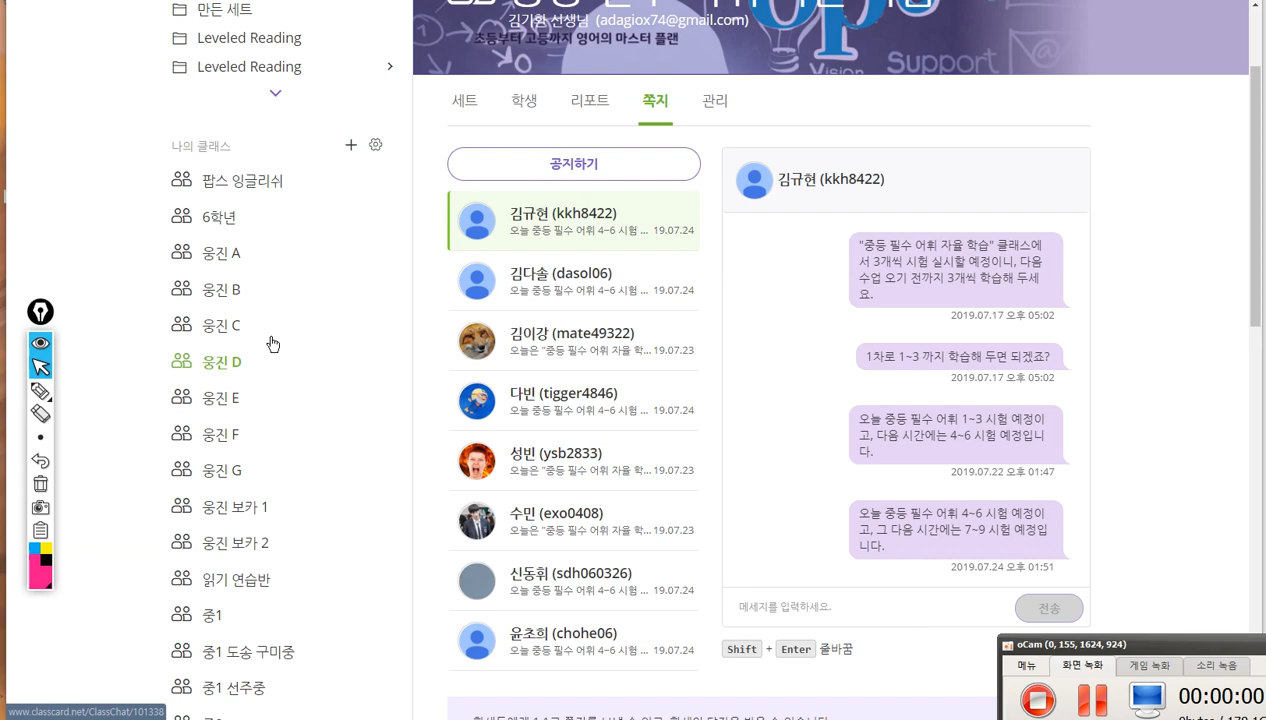 만든 세트
Leveled Reading
Leveled Reading
나의 클래스
팝스 잉글리쉬
6학년
웅진 A
웅진 B
웅진 C
웅진 D
웅진 E
웅진 F
웅진 G
웅진 보카 1
웅진 보카 2
읽기 연습반
중1
중1 도송 구미중
중1 선주중
www.classcard.net/ClassChat/101338
선생님 (adagiox74@gmail.com)
초등부터 고등까지 영어의 마스터 플랜
op
Vision
Support
세트
학생
리포트
쪽지
관리
공지하기
김규현 (kkh8422)
오늘 중등 필수 어휘 4~6 시험 ... 19.07.24
김다솔 (dasol06)
오늘 중등 필수 어휘 4~6 시험 ... 19.07.24
김이강 (mate49322)
오늘은 "중등 필수 어휘 자율 학... 19.07.23
다빈 (tigger4846)
오늘 중등 필수 어휘 4~6 시험 ... 19.07.24
성빈 (ysb2833)
오늘은 "중등 필수 어휘 자율 학... 19.07.23
수민 (exo0408)
오늘은 "중등 필수 어휘 자율 학... 19.07.23
신동휘 (sdh060326)
오늘 중등 필수 어휘 4~6 시험 ... 19.07.24
윤초희 (chohe06)
오늘 중등 필수 어휘 4~6 시험 ... 19.07.24
김규현 (kkh8422)
"중등 필수 어휘 자율 학습" 클래스에
서 3개씩 시험 실시할 예정이니, 다음
수업 오기 전까지 3개씩 학습해 두세
요.
2019.07.17 오후 05:02
1차로 1~3 까지 학습해 두면 되겠죠?
2019.07.17 오후 05:02
오늘 중등 필수 어휘 1~3 시험 예정이
고, 다음 시간에는 4~6 시험 예정입니
다.
2019.07.22 오후 01:47
오늘 중등 필수 어휘 4~6 시험 예정이
고, 그 다음 시간에는 7~9 시험 예정입
니다.
2019.07.24 오후 01:51
메세지를 입력하세요.
전송
Shift + Enter 줄바꿈
oCam (0, 155, 1624, 924)
메뉴
화면 녹화
게임 녹화
소리 녹음
00:00:00